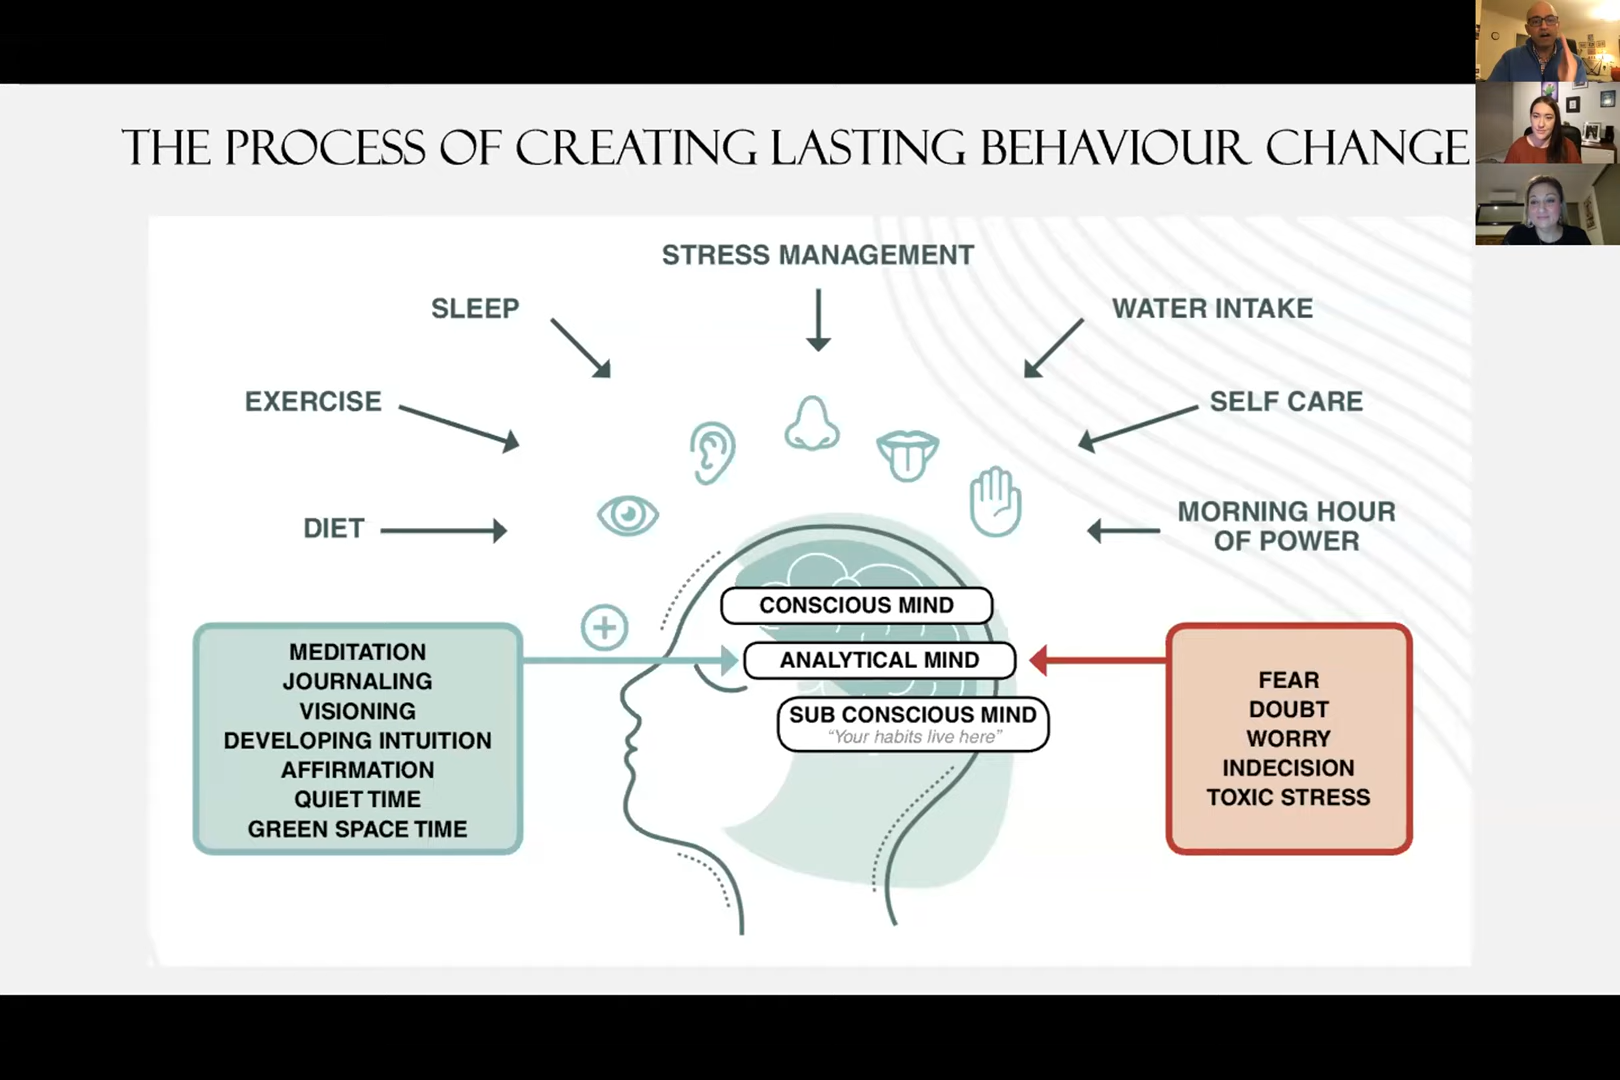 THE PROCESS OF CREATING LASTING BEHAVIOUR CHANGE
STRESS MANAGEMENT
SLEEP
WATER INTAKE
EXERCISE
SELF CARE
DIET
MORNING HOUR
OF POWER
CONSCIOUS MIND
ANALYTICAL MIND
SUB CONSCIOUS MIND
“Your habits live here”
MEDITATION
JOURNALING
VISIONING
DEVELOPING INTUITION
AFFIRMATION
QUIET TIME
GREEN SPACE TIME
FEAR
DOUBT
WORRY
INDECISION
TOXIC STRESS